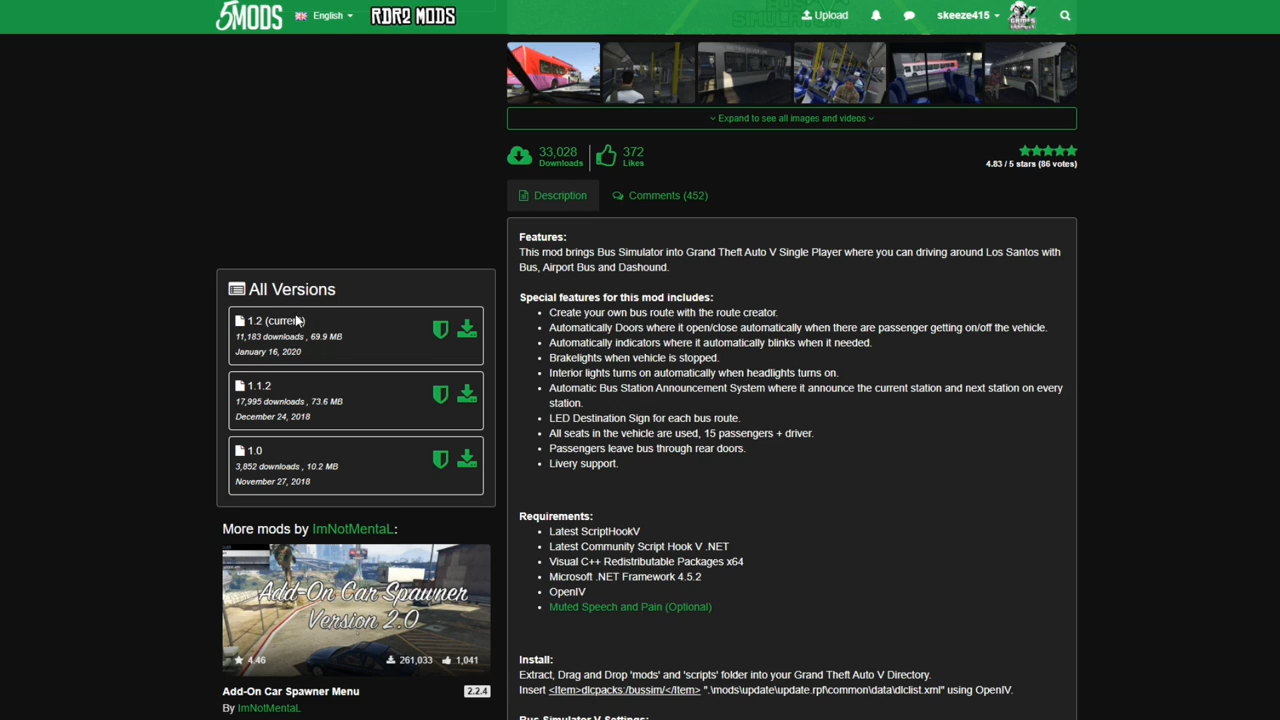 5MODS English RDR2 MODS Upload skeeze415
Expand to see all images and videos
33,028
Downloads
372
Likes
4.83 / 5 stars (86 votes)
Description Comments (452)
All Versions
1.2 (current)
11,183 downloads , 69.9 MB
January 16, 2020
1.1.2
17,995 downloads , 73.6 MB
December 24, 2018
1.0
3,852 downloads , 10.2 MB
November 27, 2018
More mods by ImNotMentaL:
Add-On Car Spawner
Version 2.0
4.46 261,033 1,041
Add-On Car Spawner Menu 2.2.4
By ImNotMentaL
Features:
This mod brings Bus Simulator into Grand Theft Auto V Single Player where you can driving around Los Santos with
Bus, Airport Bus and Dashound.
Special features for this mod includes:
Create your own bus route with the route creator.
Automatically Doors where it open/close automatically when there are passenger getting on/off the vehicle.
Automatically indicators where it automatically blinks when it needed.
Brakelights when vehicle is stopped.
Interior lights turns on automatically when headlights turns on.
Automatic Bus Station Announcement System where it announce the current station and next station on every
station.
LED Destination Sign for each bus route.
All seats in the vehicle are used, 15 passengers + driver.
Passengers leave bus through rear doors.
Livery support.
Requirements:
Latest ScriptHookV
Latest Community Script Hook V .NET
Visual C++ Redistributable Packages x64
Microsoft .NET Framework 4.5.2
OpenIV
Muted Speech and Pain (Optional)
Install:
Extract, Drag and Drop 'mods' and 'scripts' folder into your Grand Theft Auto V Directory.
Insert <Item>dlcpacks:/bussim/</Item> ".\mods\update\update.rpf\common\data\dlclist.xml" using OpenIV.
Bus Simulator V Settings: